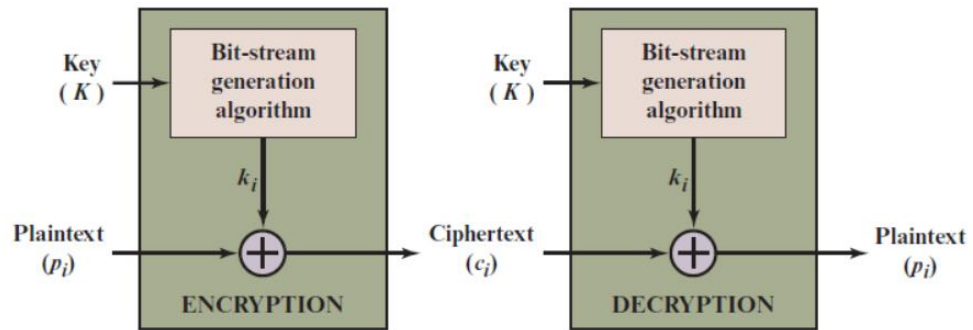 Key
( K )
Bit-stream
generation
algorithm
k_i
Plaintext
(p_i)
ENCRYPTION
Ciphertext
(c_i)
Key
( K )
Bit-stream
generation
algorithm
k_i
DECRYPTION
Plaintext
(p_i)